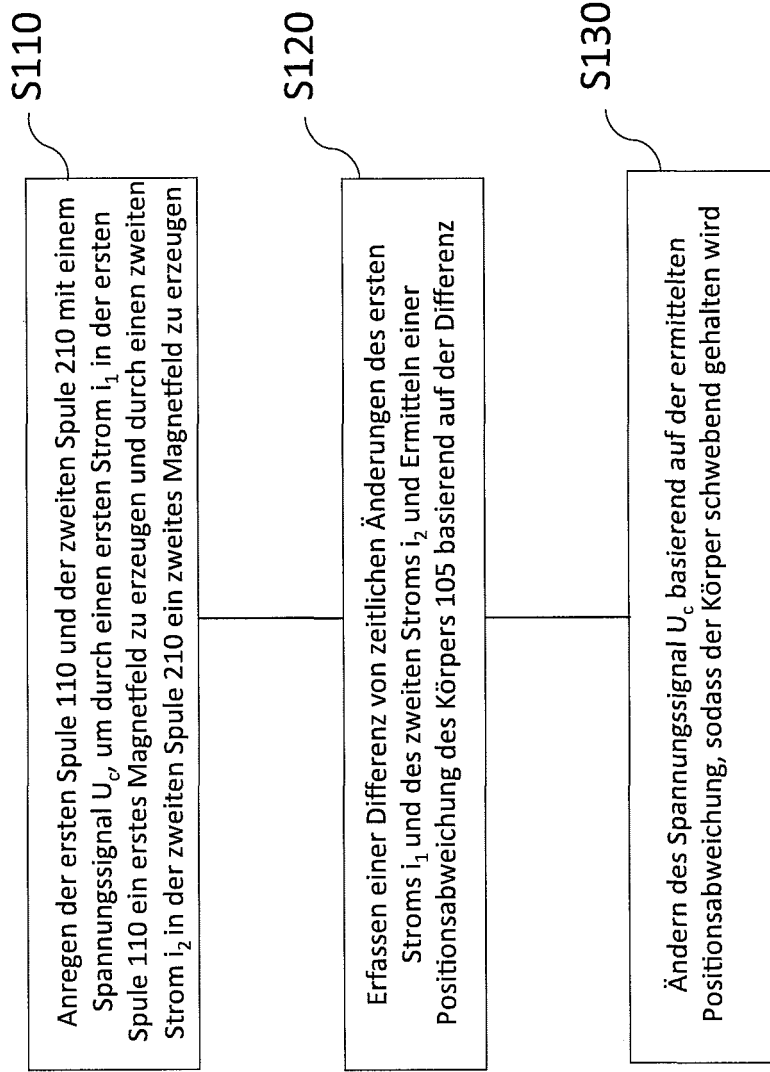 S110
Anregen der ersten Spule 110 und der zweiten Spule 210 mit einem
Spannungssignal U_c, um durch einen ersten Strom i_1 in der ersten
Spule 110 ein erstes Magnetfeld zu erzeugen und durch einen zweiten
Strom i_2 in der zweiten Spule 210 ein zweites Magnetfeld zu erzeugen
S120
Erfassen einer Differenz von zeitlichen Änderungen des ersten
Stroms i_1 und des zweiten Stroms i_2 und Ermitteln einer
Positionsabweichung des Körpers 105 basierend auf der Differenz
S130
Ändern des Spannungssignal U_c basierend auf der ermittelten
Positionsabweichung, sodass der Körper schwebend gehalten wird